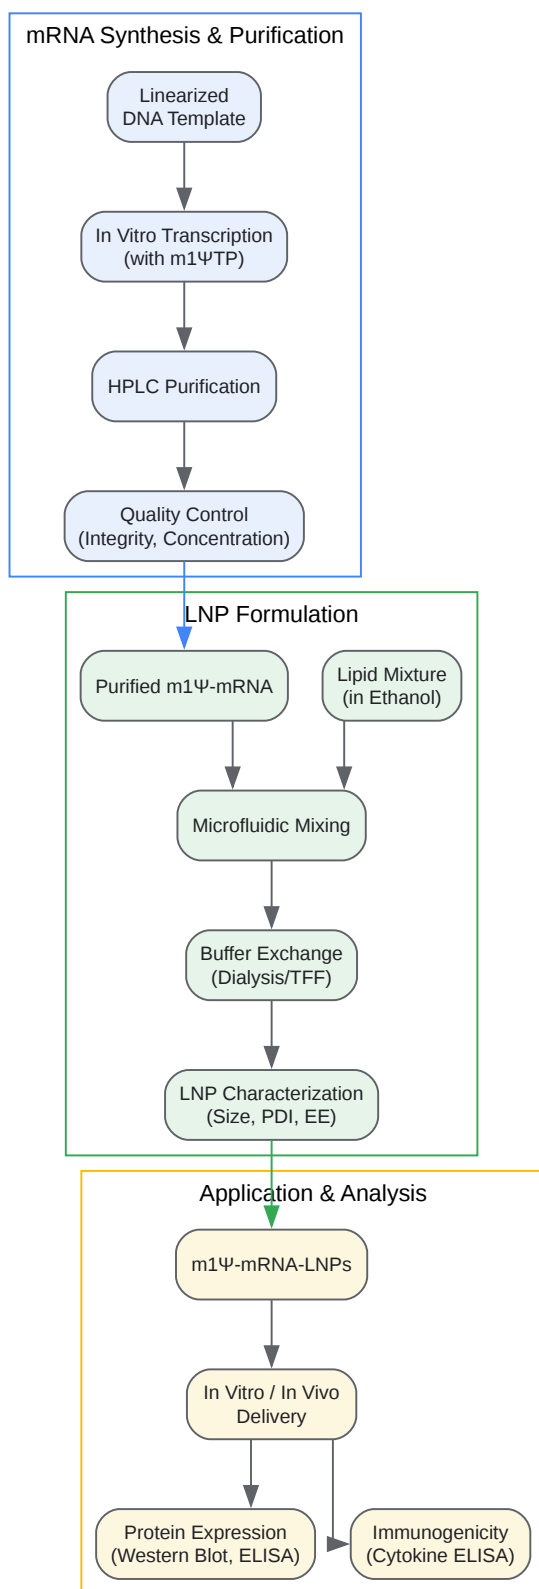 mRNA Synthesis & Purification
Linearized
DNA Template
In Vitro Transcription
(with m1ΨTP)
HPLC Purification
Quality Control
(Integrity, Concentration)
LNP Formulation
Purified m1Ψ-mRNA
Lipid Mixture
(in Ethanol)
Microfluidic Mixing
Buffer Exchange
(Dialysis/TFF)
LNP Characterization
(Size, PDI, EE)
Application & Analysis
m1Ψ-mRNA-LNPs
In Vitro / In Vivo
Delivery
Protein Expression
(Western Blot, ELISA)
Immunogenicity
(Cytokine ELISA)